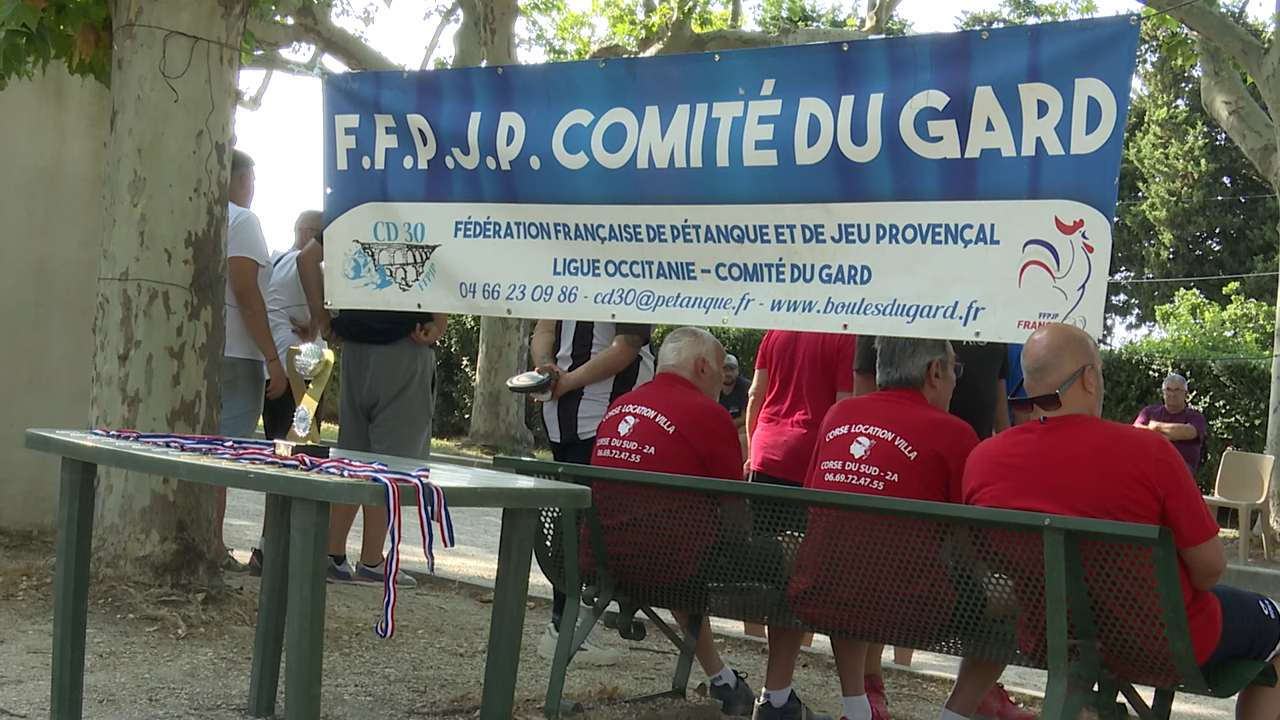 F.F.P.J.P. COMITÉ DU GARD
CD 30
FFPJP
FÉDÉRATION FRANÇAISE DE PÉTANQUE ET DE JEU PROVENÇAL
LIGUE OCCITANIE – COMITÉ DU GARD
04 66 23 09 86 - cd30@petanque.fr - www.boulesdugard.fr
FFPJP
FRANCE
CORSE LOCATION VILLA
CORSE DU SUD - 2A
06.69.72.47.55
CORSE LOCATION VILLA
CORSE DU SUD - 2A
06.69.72.47.55